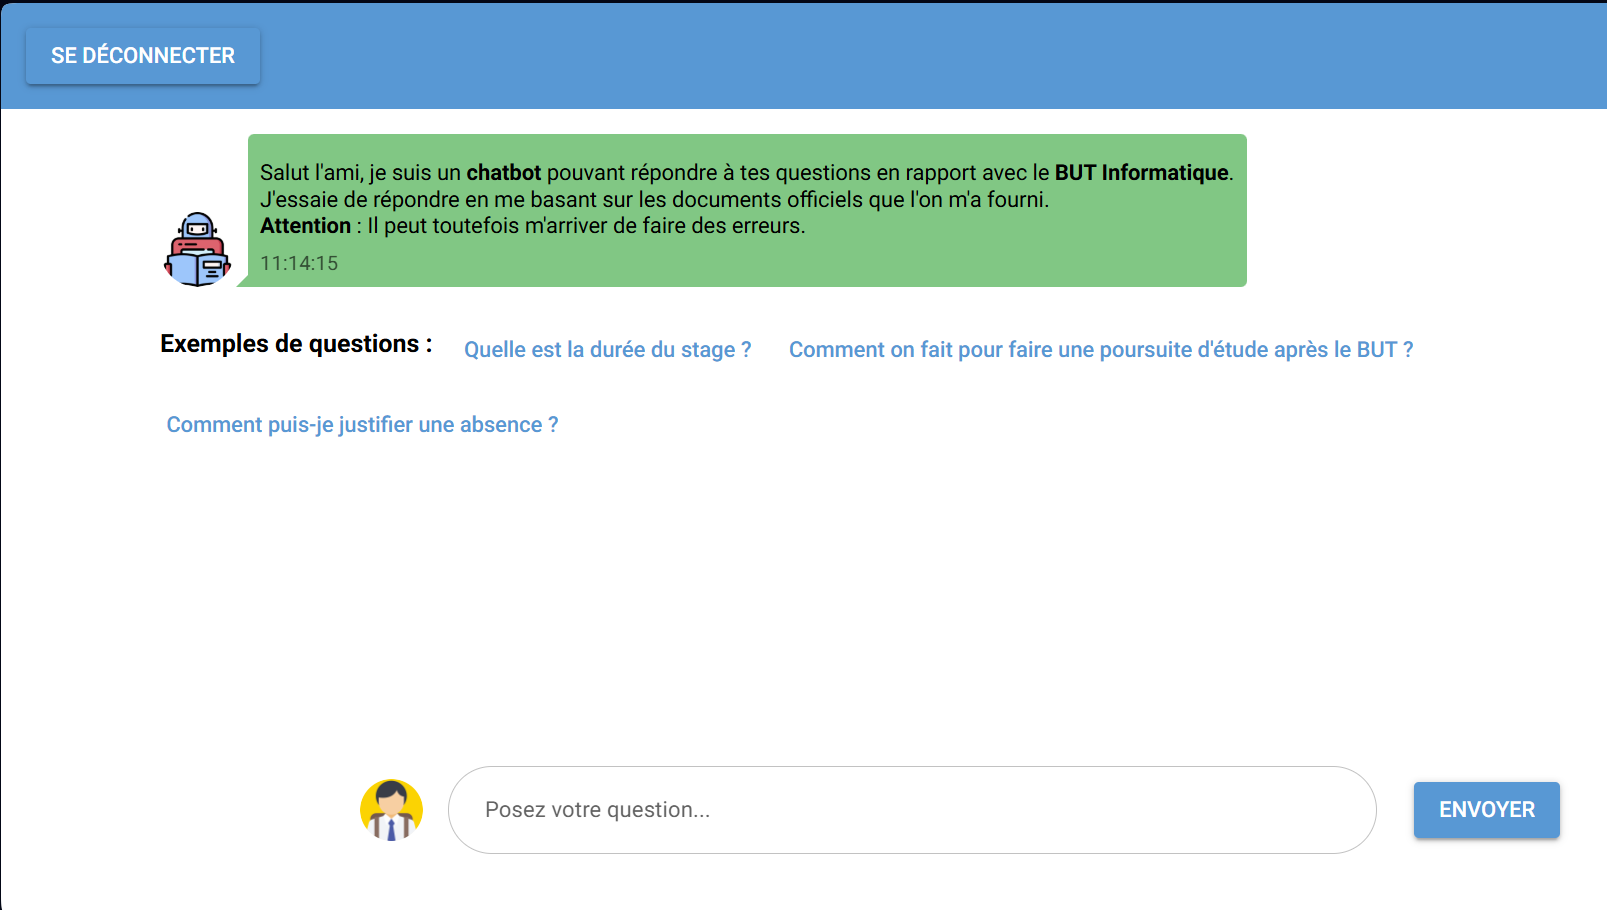 SE DÉCONNECTER
Salut l'ami, je suis un chatbot pouvant répondre à tes questions en rapport avec le BUT Informatique.
J'essaie de répondre en me basant sur les documents officiels que l'on m'a fourni.
Attention : Il peut toutefois m'arriver de faire des erreurs.
11:14:15
Exemples de questions : Quelle est la durée du stage ? Comment on fait pour faire une poursuite d'étude après le BUT ?
Comment puis-je justifier une absence ?
Posez votre question... ENVOYER